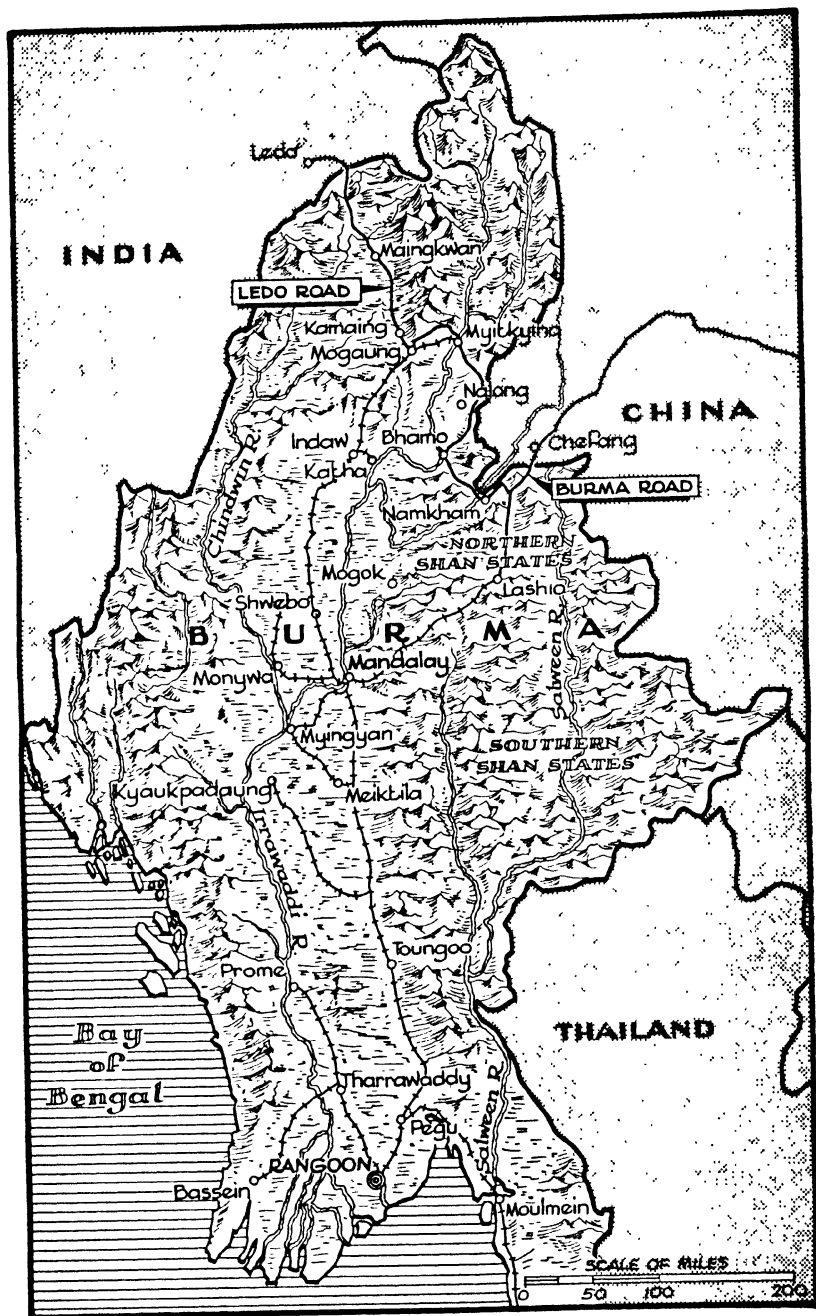 Ledo
INDIA
Maingkwan
LEDO ROAD
Kamaing
Myitkyina
Mogaung
Nalang
CHINA
Indaw
Bhamo
Chefang
Katha
BURMA ROAD
Chindwin R.
Namkham
NORTHERN
SHAN STATES
Mogok
Lashio
Shwebo
BURMA
Salween R.
Mandalay
Monywa
Myingyan
SOUTHERN
SHAN STATES
Kyaukpadaung
Meiktila
Irrawaddi R.
Toungoo
Prome
Bay
of
Bengal
THAILAND
Tharrawaddy
Pegu
Salween R.
RANGOON
Bassein
Moulmein
SCALE OF MILES
0 50 100 200